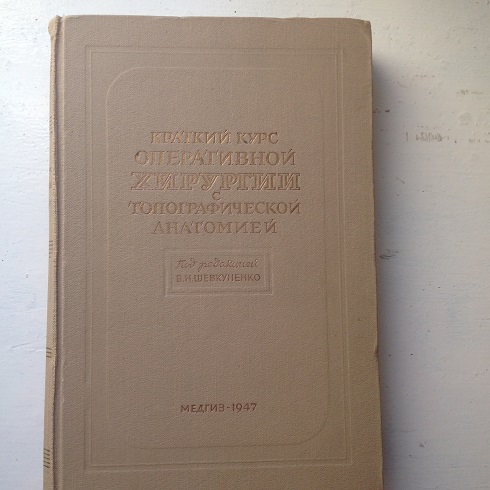 КРАТКИЙ КУРС
ОПЕРАТИВНОЙ
ХИРУРГИИ
С
ТОПОГРАФИЧЕСКОЙ
АНАТОМИЕЙ
Под редакцией
В.Н.ШЕВКУНЕНКО
МЕДГИЗ-1947